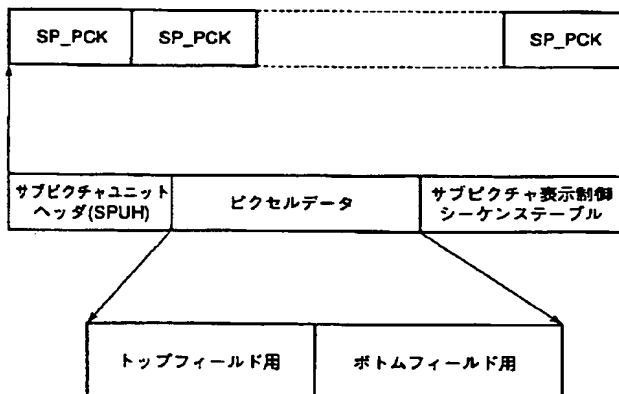 SP_PCK SP_PCK SP_PCK
サブピクチャユニット
ヘッダ(SPUH)
ピクセルデータ
サブピクチャ表示制御
シーケンステーブル
トップフィールド用 ボトムフィールド用